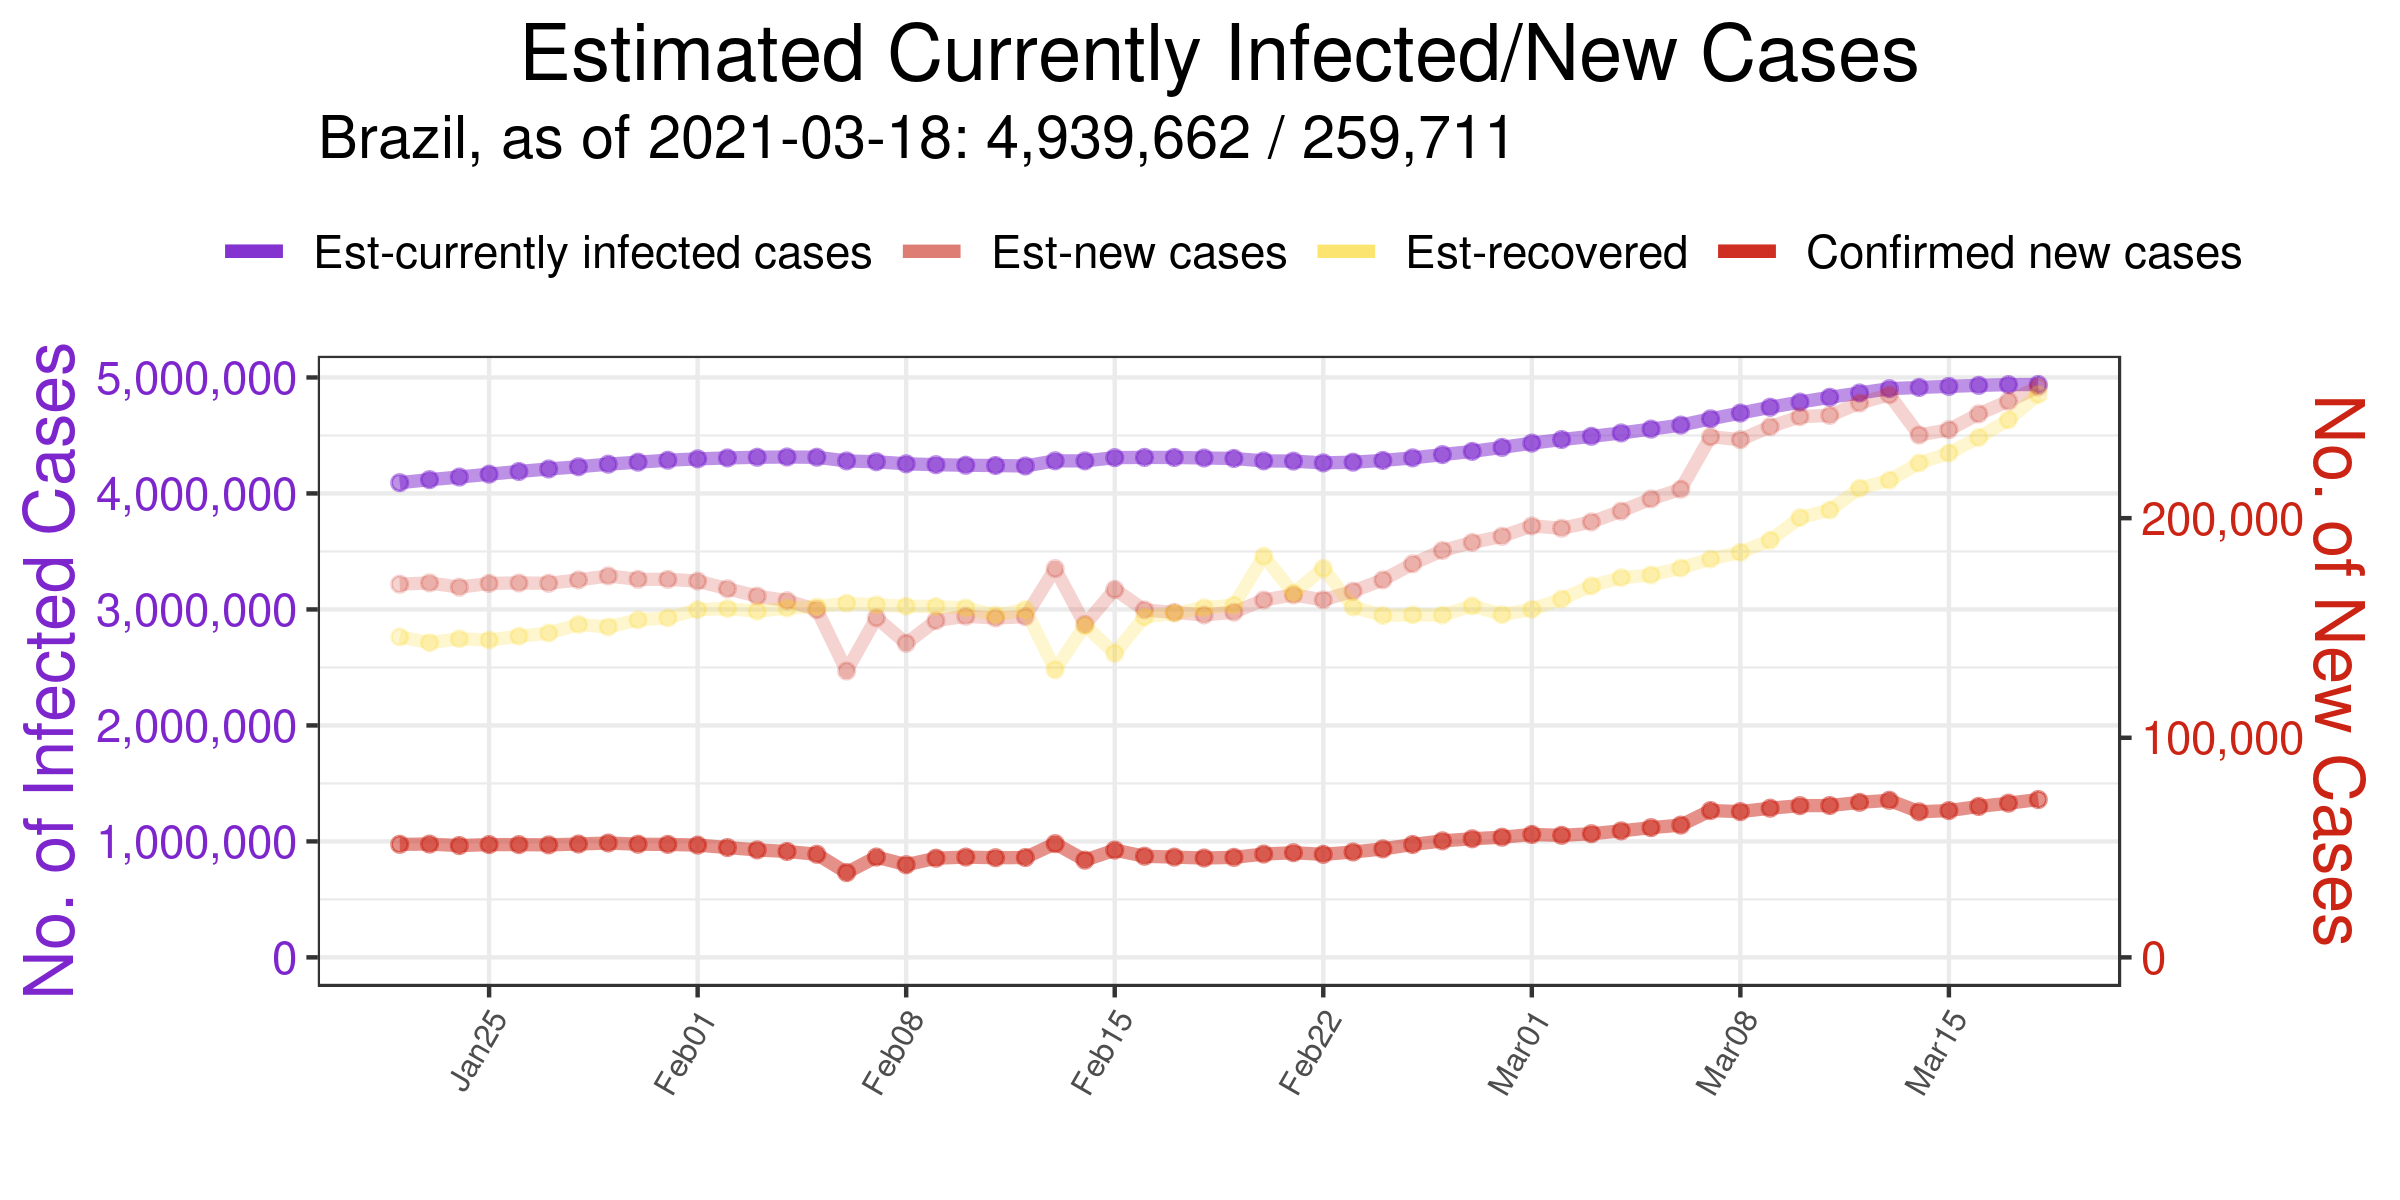 Estimated Currently Infected/New Cases
Brazil, as of 2021-03-18: 4,939,662 / 259,711
Est-currently infected cases
Est-new cases
Est-recovered
Confirmed new cases
No. of Infected Cases
5,000,000
4,000,000
3,000,000
2,000,000
1,000,000
0
200,000
100,000
0
No. of New Cases
Jan25
Feb01
Feb08
Feb15
Feb22
Mar01
Mar08
Mar15